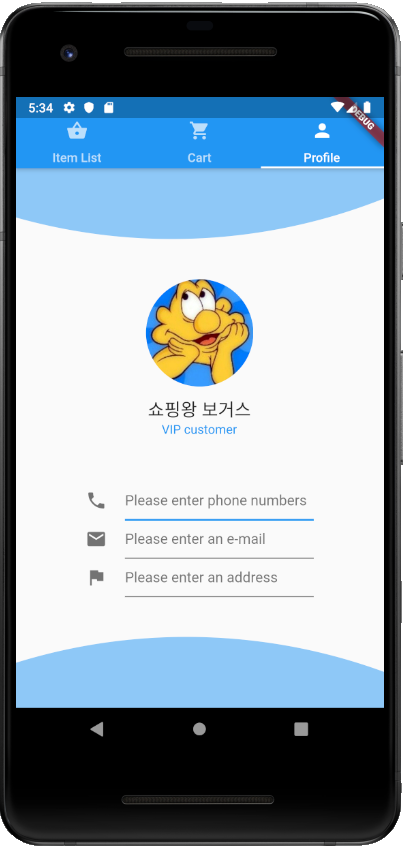 5:34
DEBUG
Item List
Cart
Profile
쇼핑왕 보거스
VIP customer
Please enter phone numbers
Please enter an e-mail
Please enter an address